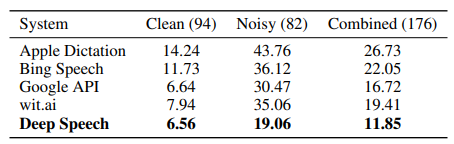 System Clean (94) Noisy (82) Combined (176)
Apple Dictation 14.24 43.76 26.73
Bing Speech 11.73 36.12 22.05
Google API 6.64 30.47 16.72
wit.ai 7.94 35.06 19.41
Deep Speech 6.56 19.06 11.85